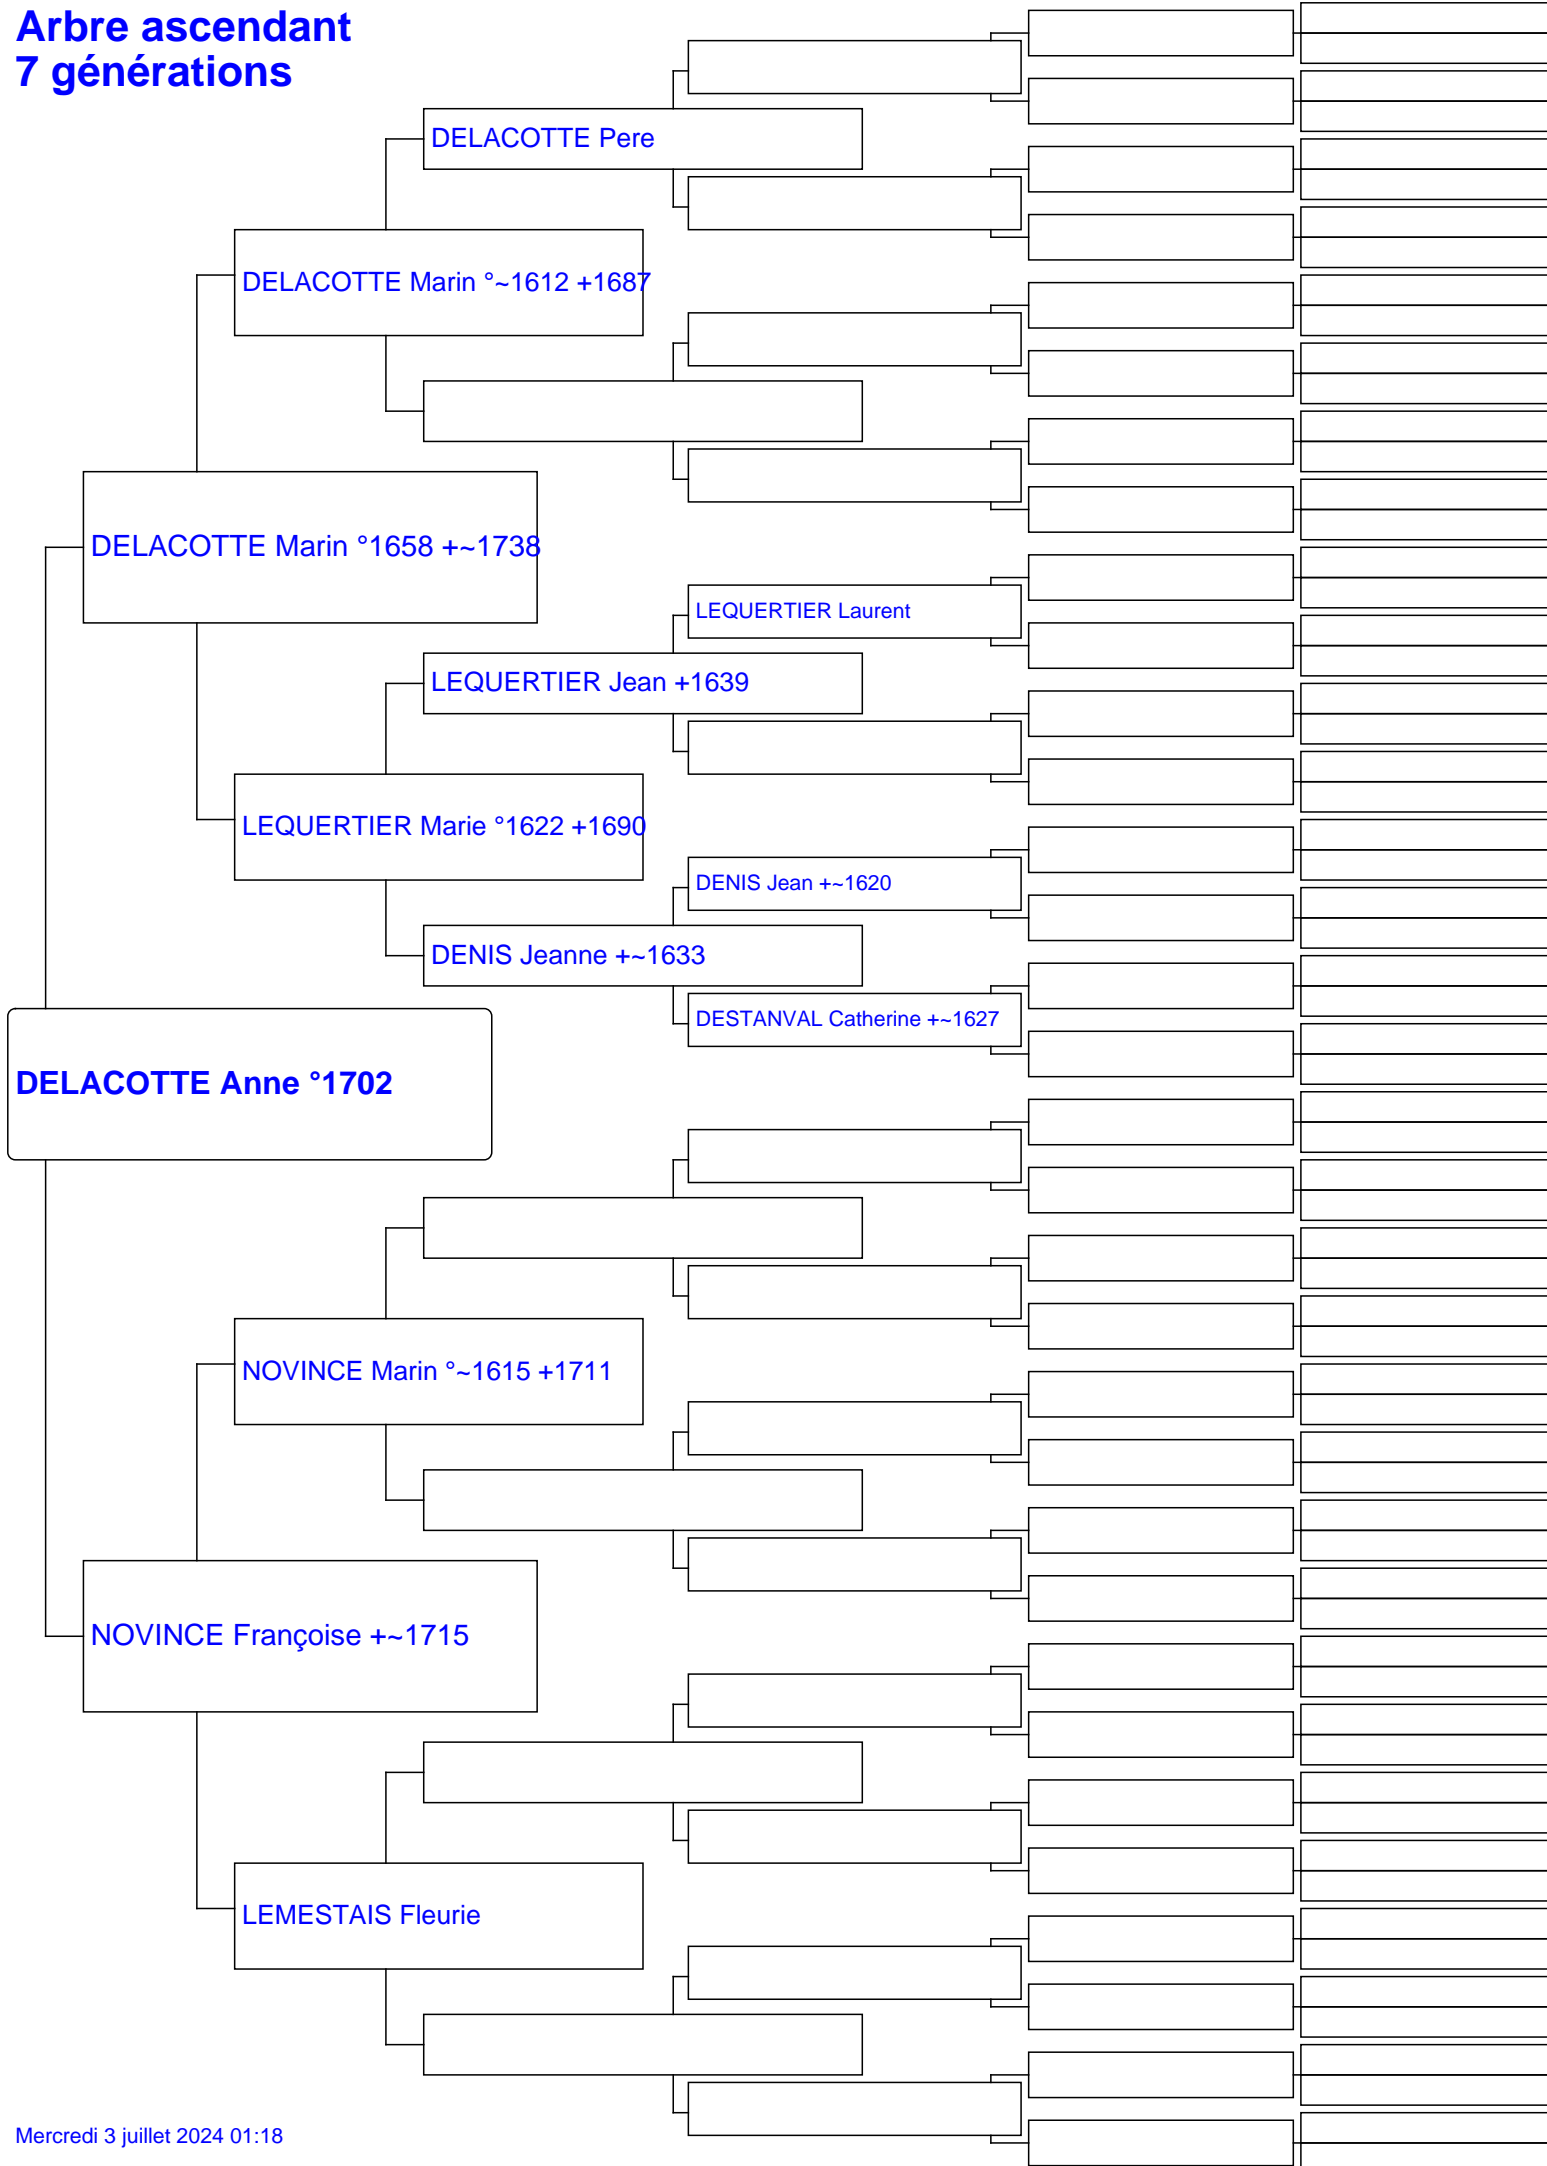 Arbre ascendant
7 générations
DELACOTTE Pere
DELACOTTE Marin °~1612 +1687
DELACOTTE Marin °1658 +~1738
LEQUERTIER Laurent
LEQUERTIER Jean +1639
LEQUERTIER Marie °1622 +1690
DENIS Jean +~1620
DENIS Jeanne +~1633
DESTANVAL Catherine +~1627
DELACOTTE Anne °1702
NOVINCE Marin °~1615 +1711
NOVINCE Françoise +~1715
LEMESTAIS Fleurie
Mercredi 3 juillet 2024 01:18